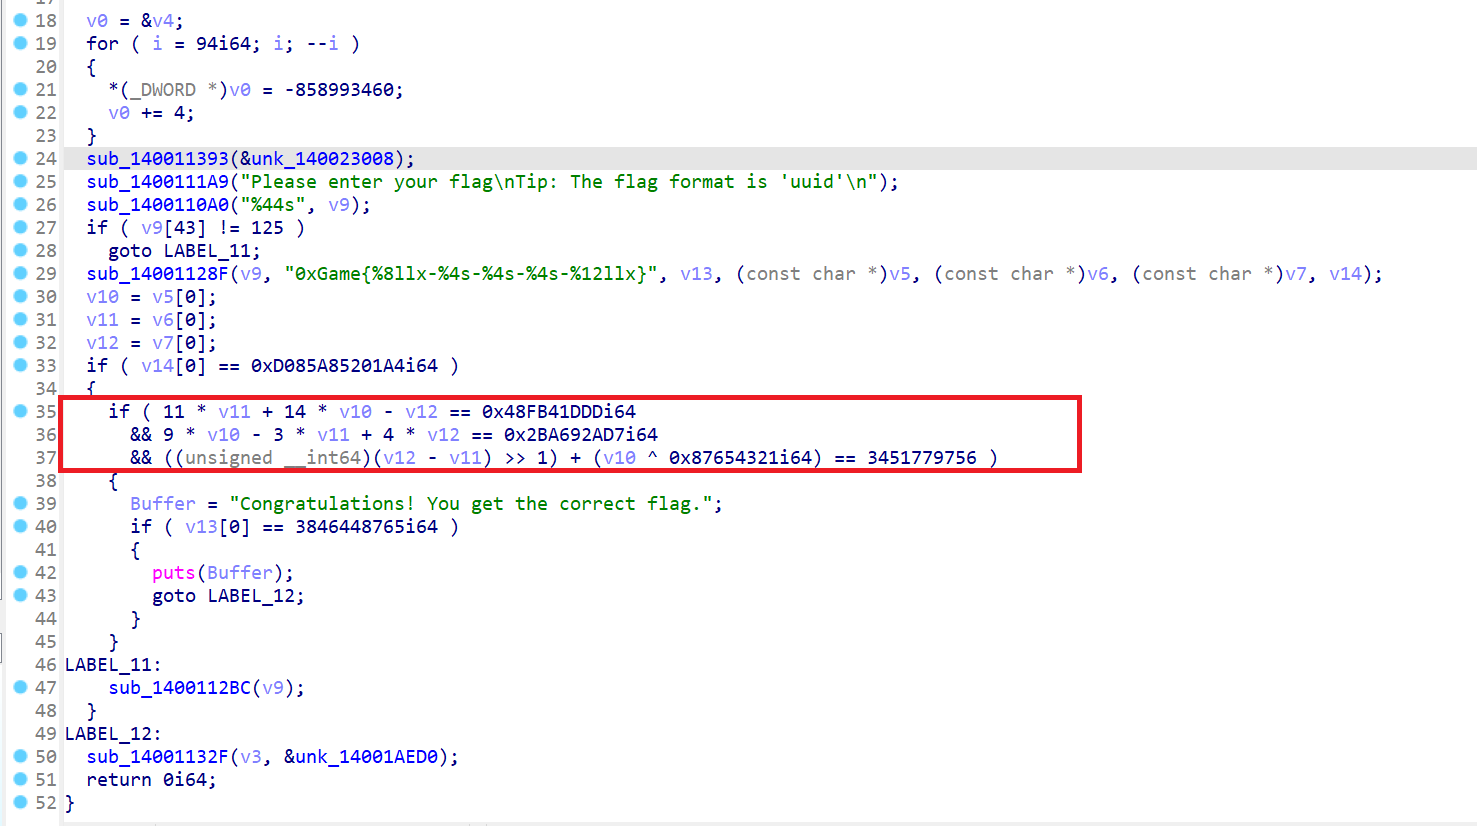 18 v0 = &v4;
19 for ( i = 94i64; i; --i )
20 {
21 *(_DWORD *)v0 = -858993460;
22 v0 += 4;
23 }
24 sub_140011393(&unk_140023008);
25 sub_1400111A9("Please enter your flag\nTip: The flag format is 'uuid'\n");
26 sub_1400110A0("%44s", v9);
27 if ( v9[43] != 125 )
28 goto LABEL_11;
29 sub_14001128F(v9, "0xGame{%8llx-%4s-%4s-%4s-%12llx}", v13, (const char *)v5, (const char *)v6, (const char *)v7, v14);
30 v10 = v5[0];
31 v11 = v6[0];
32 v12 = v7[0];
33 if ( v14[0] == 0xD085A85201A4i64 )
34 {
35 if ( 11 * v11 + 14 * v10 - v12 == 0x48FB41DDDi64
36 && 9 * v10 - 3 * v11 + 4 * v12 == 0x2BA692AD7i64
37 && ((unsigned __int64)(v12 - v11) >> 1) + (v10 ^ 0x87654321i64) == 3451779756 )
38 {
39 Buffer = "Congratulations! You get the correct flag.";
40 if ( v13[0] == 3846448765i64 )
41 {
42 puts(Buffer);
43 goto LABEL_12;
44 }
45 }
46 LABEL_11:
47 sub_1400112BC(v9);
48 }
49 LABEL_12:
50 sub_14001132F(v3, &unk_14001AED0);
51 return 0i64;
52 }